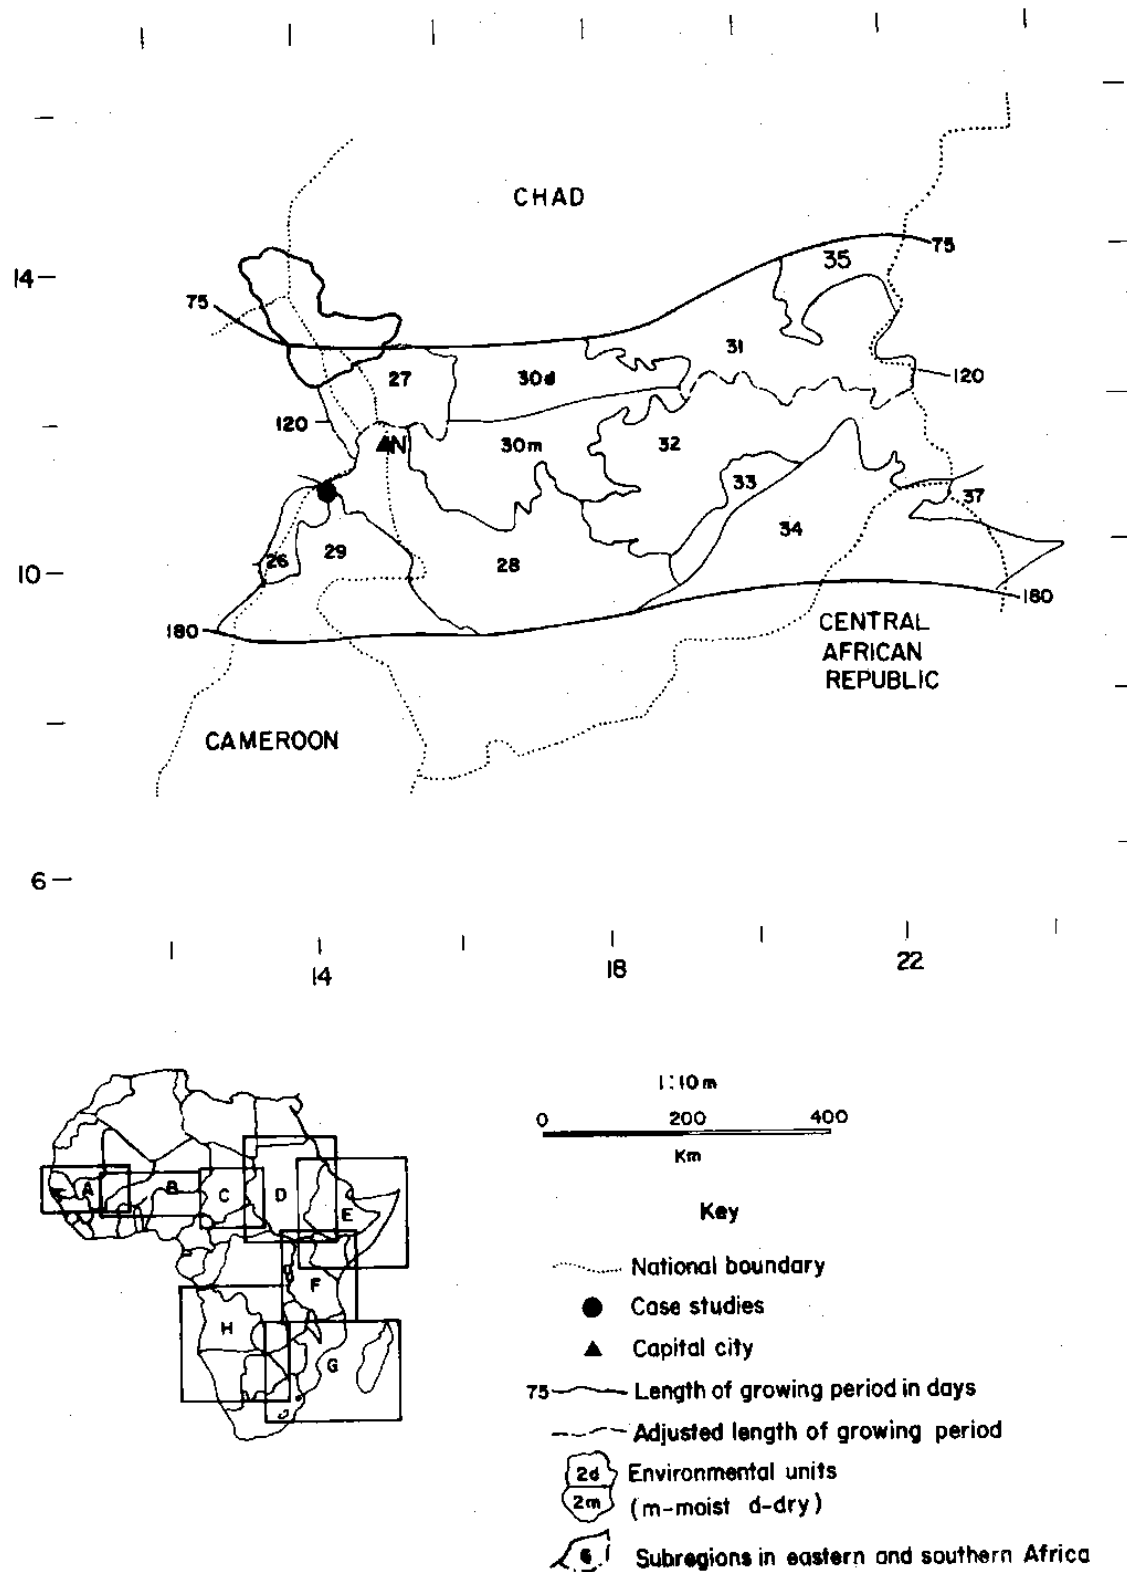 CHAD
14
75
75
35
31
120
27
30d
120
N
30m
32
33
37
34
26
29
28
10
180
180
CENTRAL
AFRICAN
REPUBLIC
CAMEROON
6
14
18
22
1:10m
0 200 400
Km
A
B
C
D
E
F
H
G
Key
National boundary
Case studies
Capital city
75 Length of growing period in days
Adjusted length of growing period
2d Environmental units
2m (m-moist d-dry)
6 Subregions in eastern and southern Africa